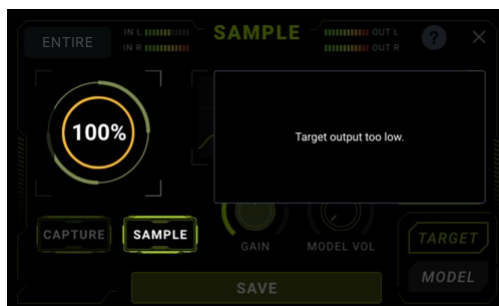 ENTIRE
IN L
IN R
SAMPLE
OUT L
OUT R
?
×
100%
Target output too low.
CAPTURE
SAMPLE
GAIN
MODEL VOL
TARGET
SAVE
MODEL